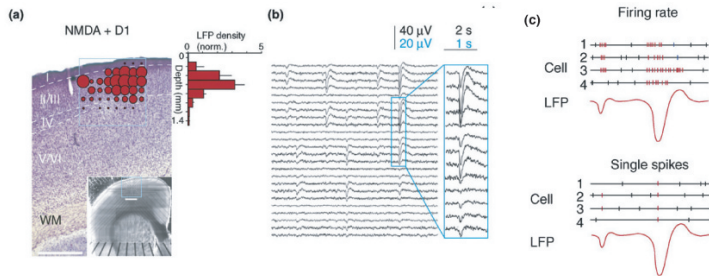 (a)
NMDA + D1
LFP density
(norm.)
0 5
0
Depth (mm)
1.4
I
II/III
IV
V/VI
WM
(b)
40 µV 2 s
20 µV 1 s
(c)
Firing rate
1
2
Cell
3
4
LFP
Single spikes
1
2
Cell
3
4
LFP